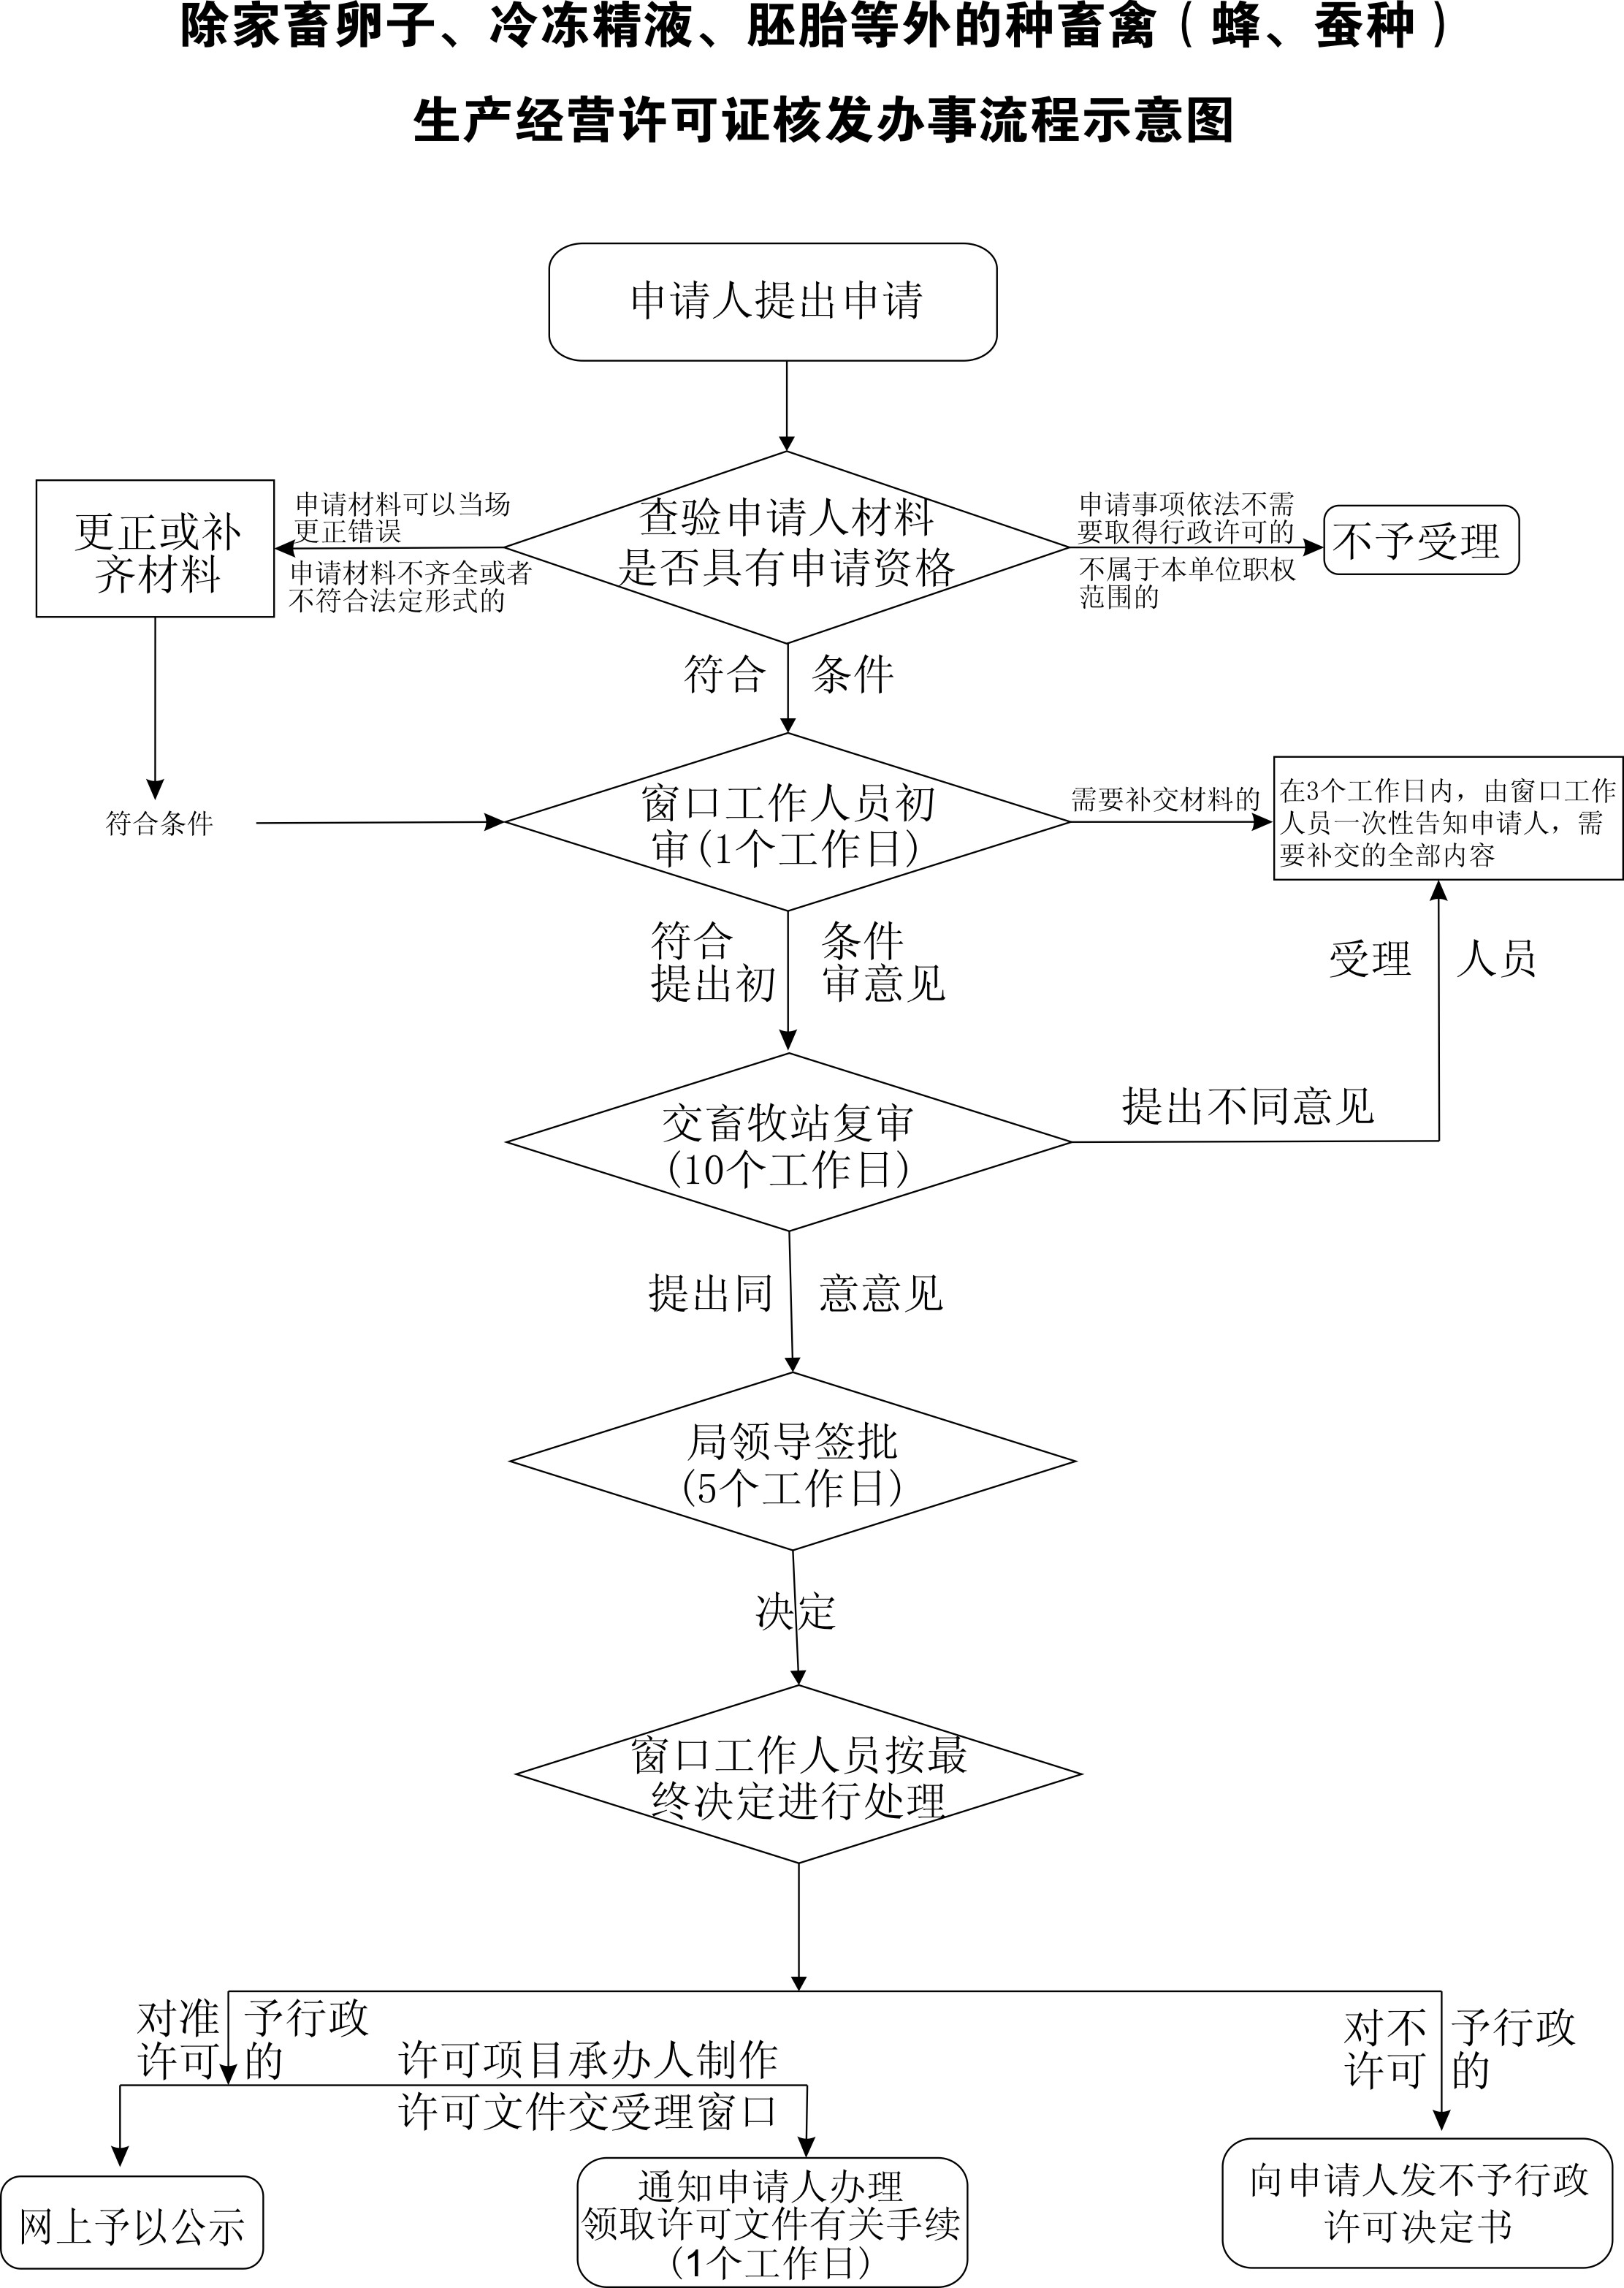 除家畜卵子、冷冻精液、胚胎等外的种畜禽（蜂、蚕种）
生产经营许可证核发办事流程示意图
申请人提出申请
查验申请人材料
是否具有申请资格
申请材料可以当场
更正错误
申请材料不齐全或者
不符合法定形式的
更正或补
齐材料
申请事项依法不需
要取得行政许可的
不属于本单位职权
范围的
不予受理
符合 条件
符合条件
窗口工作人员初
审(1个工作日)
需要补交材料的
在3个工作日内，由窗口工作
人员一次性告知申请人，需
要补交的全部内容
符合 条件
提出初 审意见
受理 人员
交畜牧站复审
(10个工作日)
提出不同意见
提出同 意意见
局领导签批
(5个工作日)
决定
窗口工作人员按最
终决定进行处理
对准 予行政
许可 的
许可项目承办人制作
许可文件交受理窗口
对不 予行政
许可 的
网上予以公示
通知申请人办理
领取许可文件有关手续
(1个工作日)
向申请人发不予行政
许可决定书